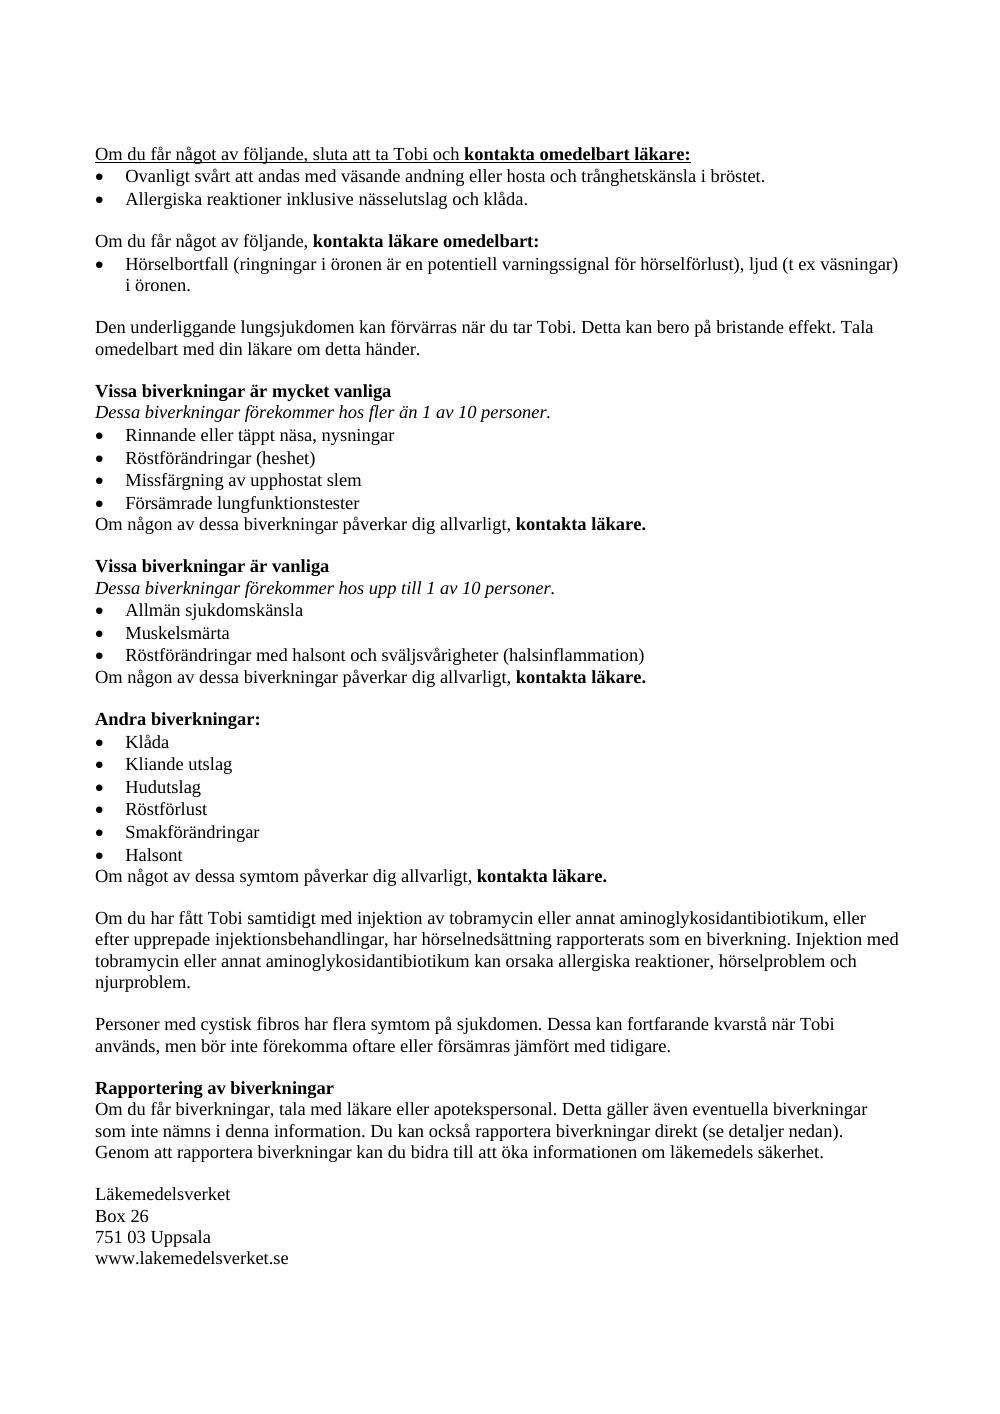 Om du får något av följande, sluta att ta Tobi och kontakta omedelbart läkare:
• Ovanligt svårt att andas med väsande andning eller hosta och trånghetskänsla i bröstet.
• Allergiska reaktioner inklusive nässelutslag och klåda.
Om du får något av följande, kontakta läkare omedelbart:
• Hörselbortfall (ringningar i öronen är en potentiell varningssignal för hörselförlust), ljud (t ex väsningar)
i öronen.
Den underliggande lungsjukdomen kan förvärras när du tar Tobi. Detta kan bero på bristande effekt. Tala
omedelbart med din läkare om detta händer.
Vissa biverkningar är mycket vanliga
Dessa biverkningar förekommer hos fler än 1 av 10 personer.
• Rinnande eller täppt näsa, nysningar
• Röstförändringar (heshet)
• Missfärgning av upphostat slem
• Försämrade lungfunktionstester
Om någon av dessa biverkningar påverkar dig allvarligt, kontakta läkare.
Vissa biverkningar är vanliga
Dessa biverkningar förekommer hos upp till 1 av 10 personer.
• Allmän sjukdomskänsla
• Muskelsmärta
• Röstförändringar med halsont och sväljsvårigheter (halsinflammation)
Om någon av dessa biverkningar påverkar dig allvarligt, kontakta läkare.
Andra biverkningar:
• Klåda
• Kliande utslag
• Hudutslag
• Röstförlust
• Smakförändringar
• Halsont
Om något av dessa symtom påverkar dig allvarligt, kontakta läkare.
Om du har fått Tobi samtidigt med injektion av tobramycin eller annat aminoglykosidantibiotikum, eller
efter upprepade injektionsbehandlingar, har hörselnedsättning rapporterats som en biverkning. Injektion med
tobramycin eller annat aminoglykosidantibiotikum kan orsaka allergiska reaktioner, hörselproblem och
njurproblem.
Personer med cystisk fibros har flera symtom på sjukdomen. Dessa kan fortfarande kvarstå när Tobi
används, men bör inte förekomma oftare eller försämras jämfört med tidigare.
Rapportering av biverkningar
Om du får biverkningar, tala med läkare eller apotekspersonal. Detta gäller även eventuella biverkningar
som inte nämns i denna information. Du kan också rapportera biverkningar direkt (se detaljer nedan).
Genom att rapportera biverkningar kan du bidra till att öka informationen om läkemedels säkerhet.
Läkemedelsverket
Box 26
751 03 Uppsala
www.lakemedelsverket.se